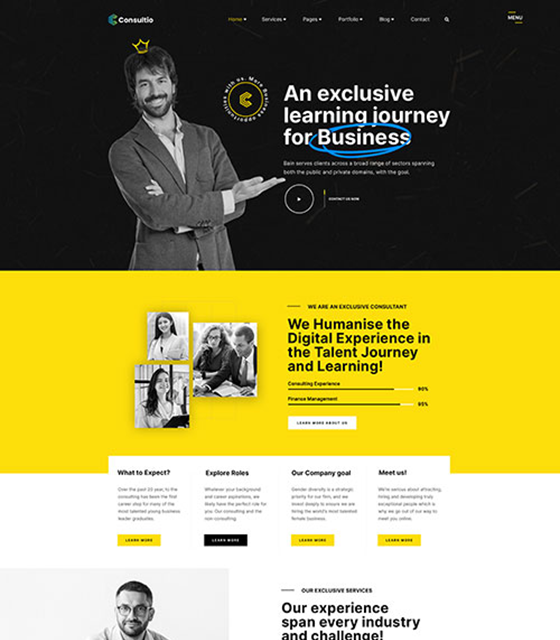 Consultio
Home Services Pages Portfolio Blog Contact
MENU
with us. More Business opportunities
An exclusive
learning journey
for Business
Bain serves clients across a broad range of sectors spanning
both the public and private domains, with the goal.
CONTACT US NOW
WE ARE AN EXCLUSIVE CONSULTANT
We Humanise the
Digital Experience in
the Talent Journey
and Learning!
Consulting Experience
90%
Finance Management
95%
LEARN MORE ABOUT US
What to Expect?
Over the past 23 year, to the
consulting has been the first
career stop for many of the
most talented young business
leader graduates.
LEARN MORE
Explore Roles
Whatever your background
and career aspirations, we
likely have the perfect role for
you. Our consulting and the
non-consulting.
LEARN MORE
Our Company goal
Gender diversity is a strategic
priority for our firm, and we
invest deeply to ensure we are
hiring the world's most talented
female business.
LEARN MORE
Meet us!
We're serious about attracting,
hiring and developing truly
exceptional people which is
why we go out of our way to
meet you online.
LEARN MORE
OUR EXCLUSIVE SERVICES
Our experience
span every industry
and challenge!